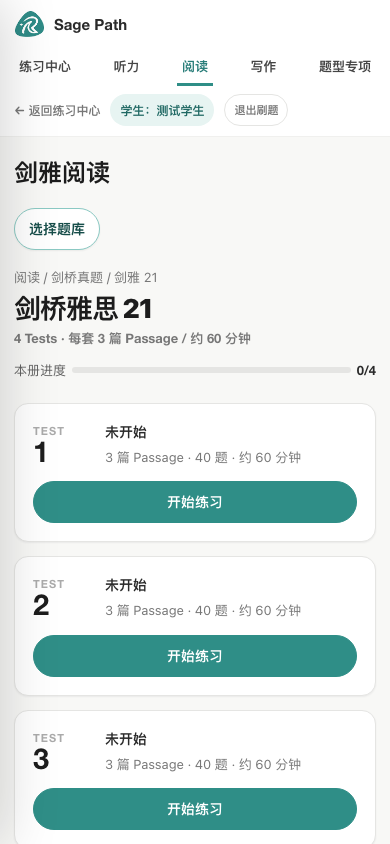 Sage Path
练习中心 听力 阅读 写作 题型专项
← 返回练习中心 学生：测试学生 退出刷题
剑雅阅读
选择题库
阅读 / 剑桥真题 / 剑雅 21
剑桥雅思 21
4 Tests · 每套 3 篇 Passage / 约 60 分钟
本册进度 0/4
TEST
1
未开始
3 篇 Passage · 40 题 · 约 60 分钟
开始练习
TEST
2
未开始
3 篇 Passage · 40 题 · 约 60 分钟
开始练习
TEST
3
未开始
3 篇 Passage · 40 题 · 约 60 分钟
开始练习